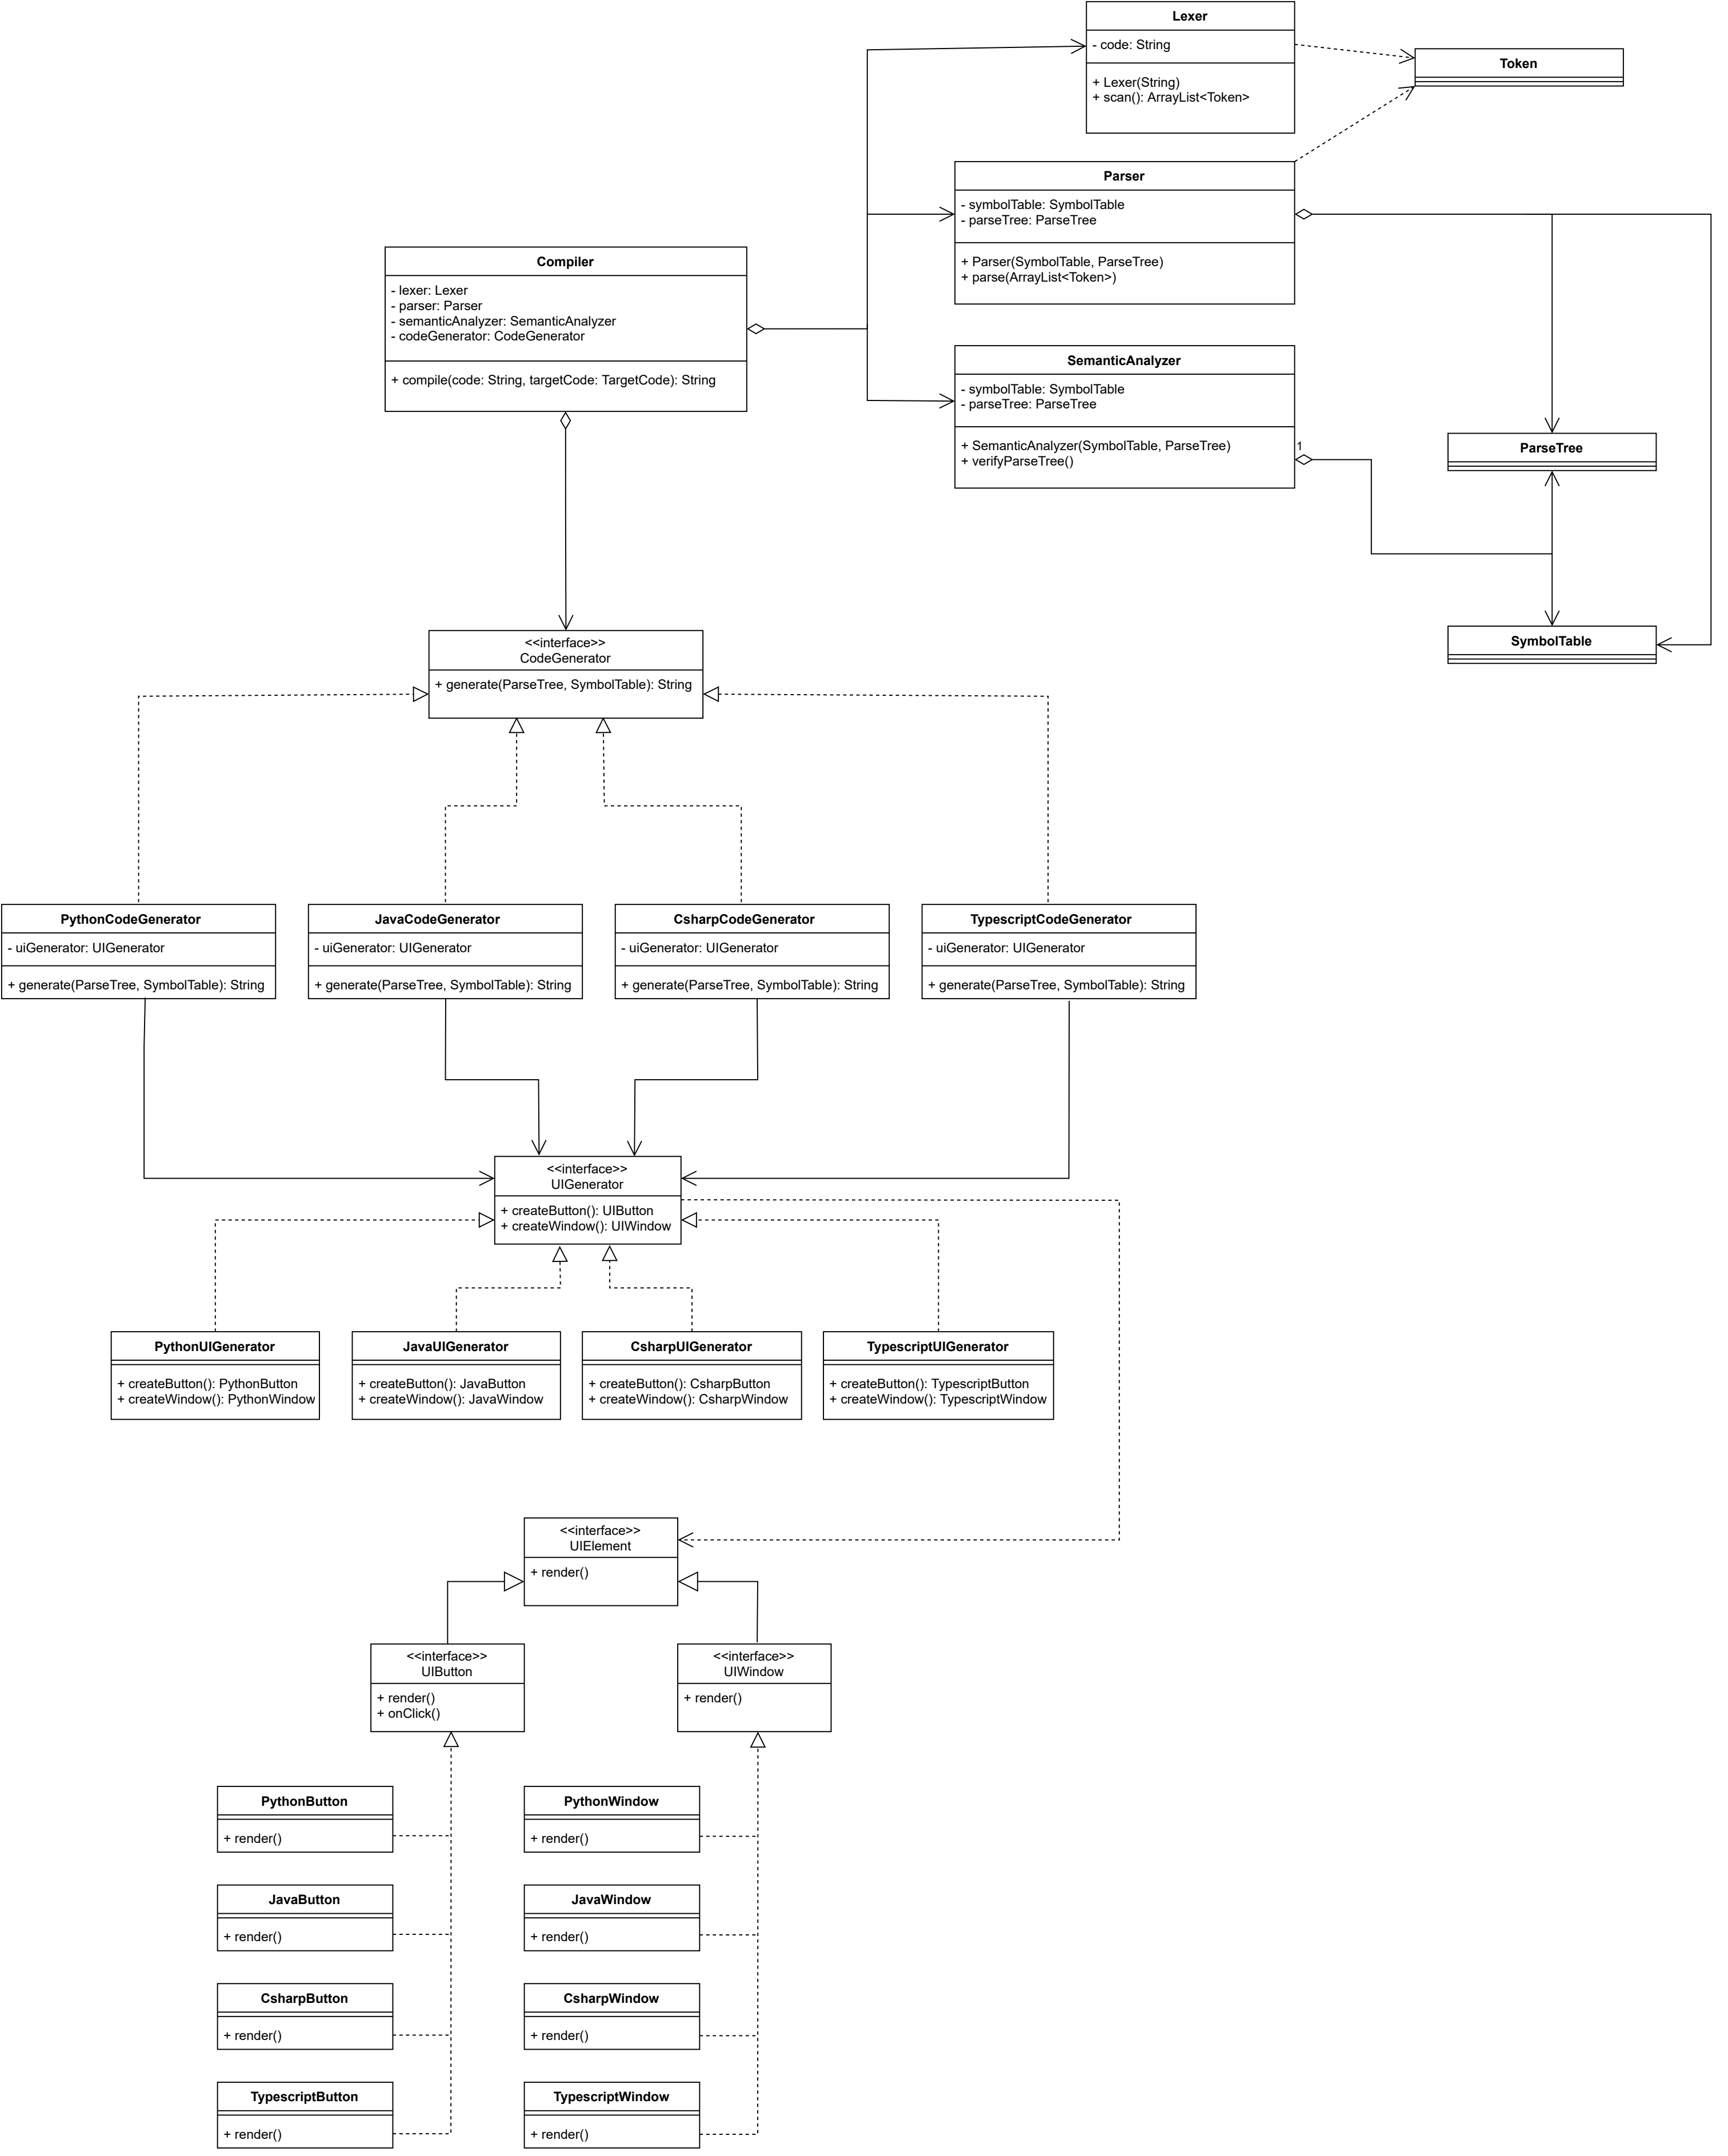 Lexer
- code: String
+ Lexer(String)
+ scan(): ArrayList<Token>
Token
Parser
- symbolTable: SymbolTable
- parseTree: ParseTree
+ Parser(SymbolTable, ParseTree)
+ parse(ArrayList<Token>)
Compiler
- lexer: Lexer
- parser: Parser
- semanticAnalyzer: SemanticAnalyzer
- codeGenerator: CodeGenerator
+ compile(code: String, targetCode: TargetCode): String
SemanticAnalyzer
- symbolTable: SymbolTable
- parseTree: ParseTree
+ SemanticAnalyzer(SymbolTable, ParseTree)
+ verifyParseTree()
1
ParseTree
SymbolTable
<<interface>>
CodeGenerator
+ generate(ParseTree, SymbolTable): String
PythonCodeGenerator
- uiGenerator: UIGenerator
+ generate(ParseTree, SymbolTable): String
JavaCodeGenerator
- uiGenerator: UIGenerator
+ generate(ParseTree, SymbolTable): String
CsharpCodeGenerator
- uiGenerator: UIGenerator
+ generate(ParseTree, SymbolTable): String
TypescriptCodeGenerator
- uiGenerator: UIGenerator
+ generate(ParseTree, SymbolTable): String
<<interface>>
UIGenerator
+ createButton(): UIButton
+ createWindow(): UIWindow
PythonUIGenerator
+ createButton(): PythonButton
+ createWindow(): PythonWindow
JavaUIGenerator
+ createButton(): JavaButton
+ createWindow(): JavaWindow
CsharpUIGenerator
+ createButton(): CsharpButton
+ createWindow(): CsharpWindow
TypescriptUIGenerator
+ createButton(): TypescriptButton
+ createWindow(): TypescriptWindow
<<interface>>
UIElement
+ render()
<<interface>>
UIButton
+ render()
+ onClick()
<<interface>>
UIWindow
+ render()
PythonButton
+ render()
PythonWindow
+ render()
JavaButton
+ render()
JavaWindow
+ render()
CsharpButton
+ render()
CsharpWindow
+ render()
TypescriptButton
+ render()
TypescriptWindow
+ render()